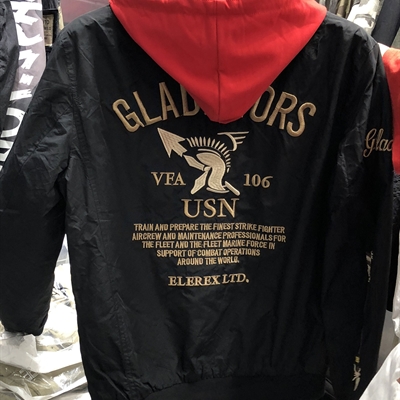 GLAD ORS
VFA 106
USN
TRAIN AND PREPARE THE FINEST STRIKE FIGHTER
AIRCREW AND MAINTENANCE PROFESSIONALS FOR
THE FLEET AND THE FLEET MARINE FORCE IN
SUPPORT OF COMBAT OPERATIONS
AROUND THE WORLD.
ELEREX LTD.
Glad